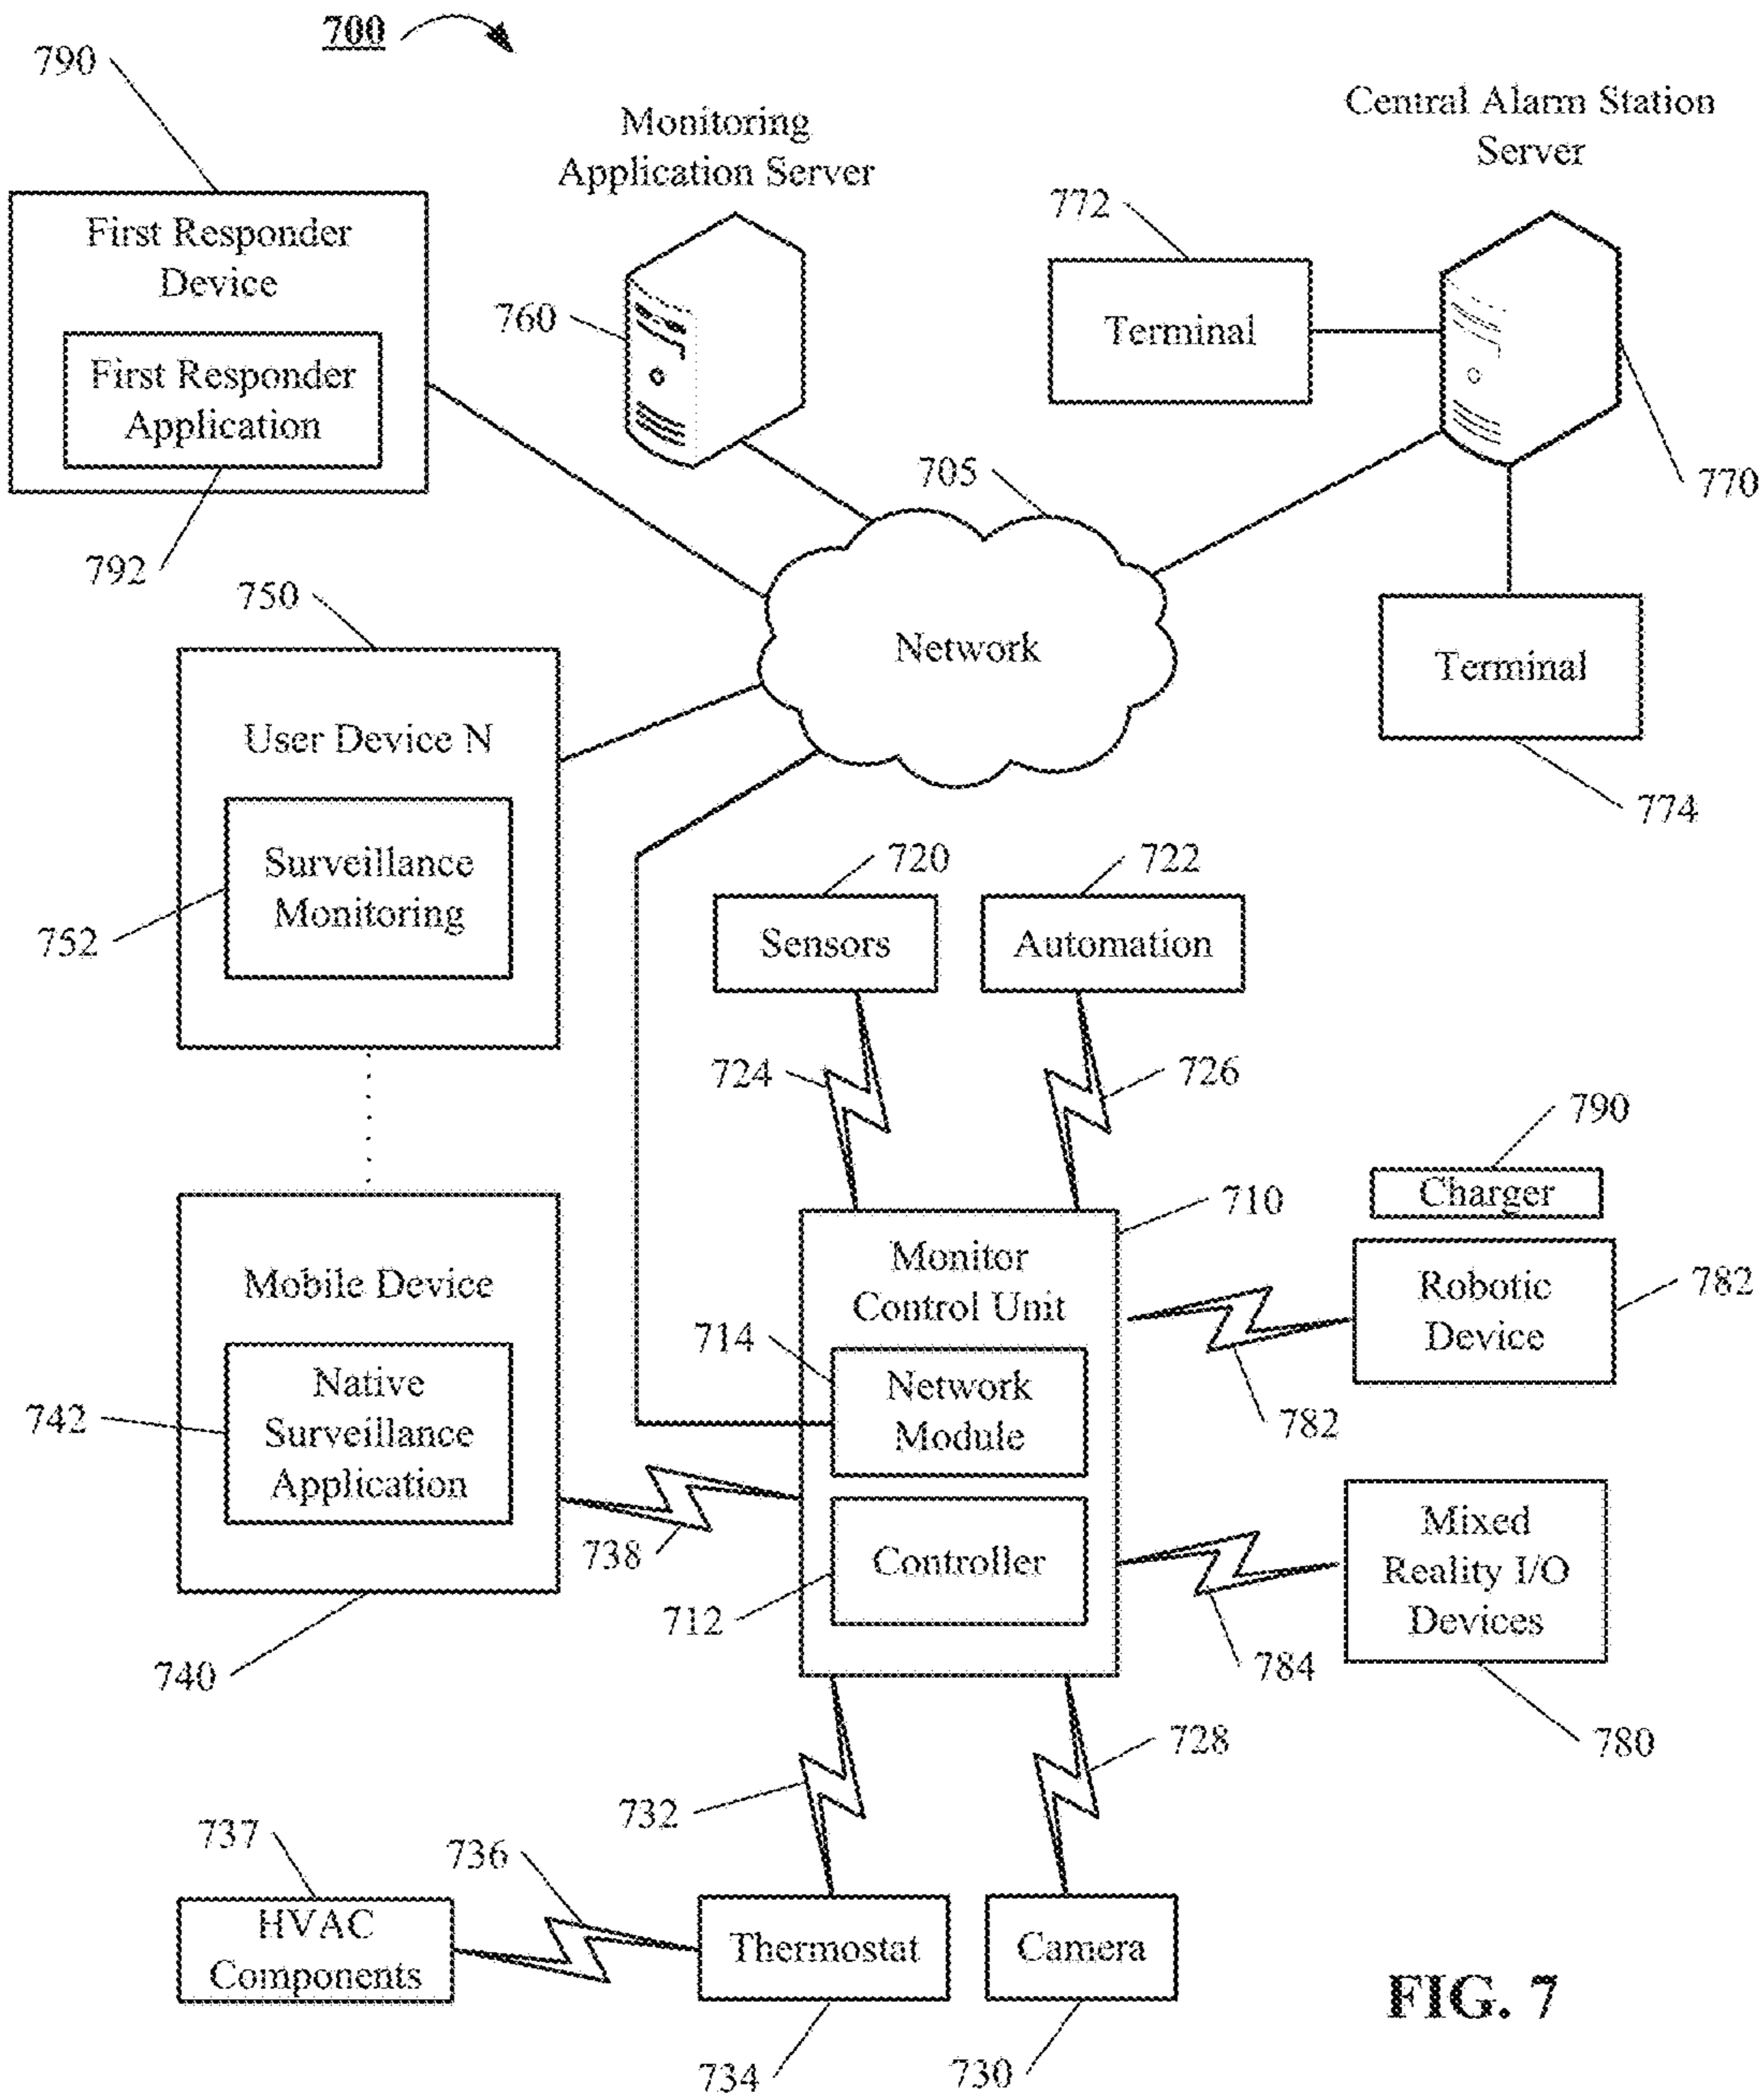 700
790
Monitoring
Application Server
Central Alarm Station
Server
772
First Responder
Device
760
Terminal
First Responder
Application
705
770
792
750
Network
Terminal
User Device N
774
Surveillance
Monitoring
752
720
722
Sensors
Automation
724
726
790
Charger
710
Mobile Device
Monitor
Control Unit
Robotic
Device
782
714
Native
Surveillance
Application
742
Network
Module
782
738
Controller
Mixed
Reality I/O
Devices
712
740
784
780
728
732
737
736
HVAC
Components
Thermostat
Camera
FIG. 7
734
730